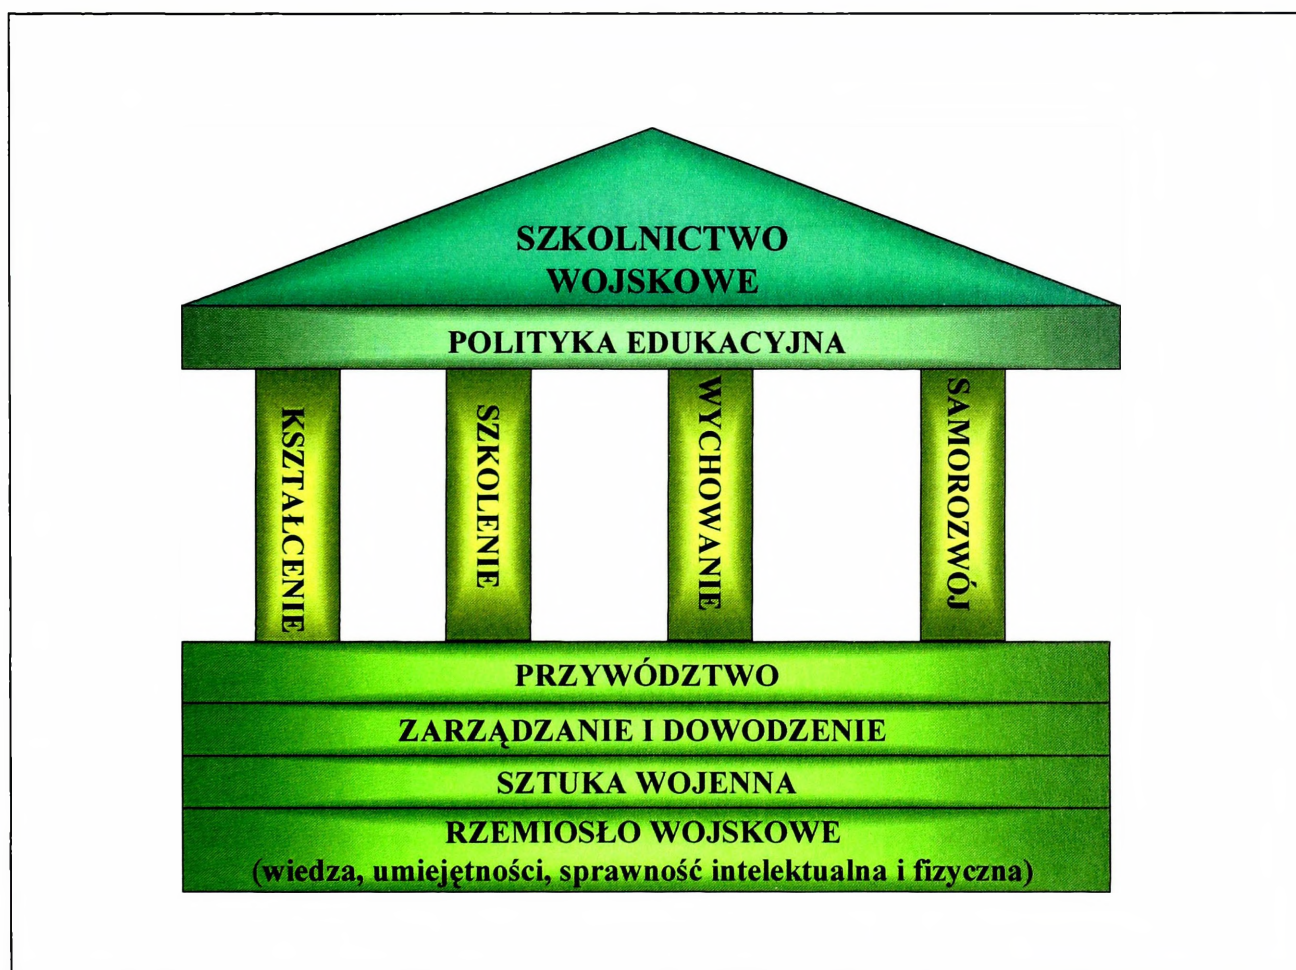 SZKOLNICTWO
WOJSKOWE
POLITYKA EDUKACYJNA
KSZTAŁCENIE
SZKOLENIE
WYCHOWANIE
SAMOROZWÓJ
PRZYWÓDZTWO
ZARZĄDZANIE I DOWODZENIE
SZTUKA WOJENNA
RZEMIOSŁO WOJSKOWE
(wiedza, umiejętności, sprawność intelektualna i fizyczna)